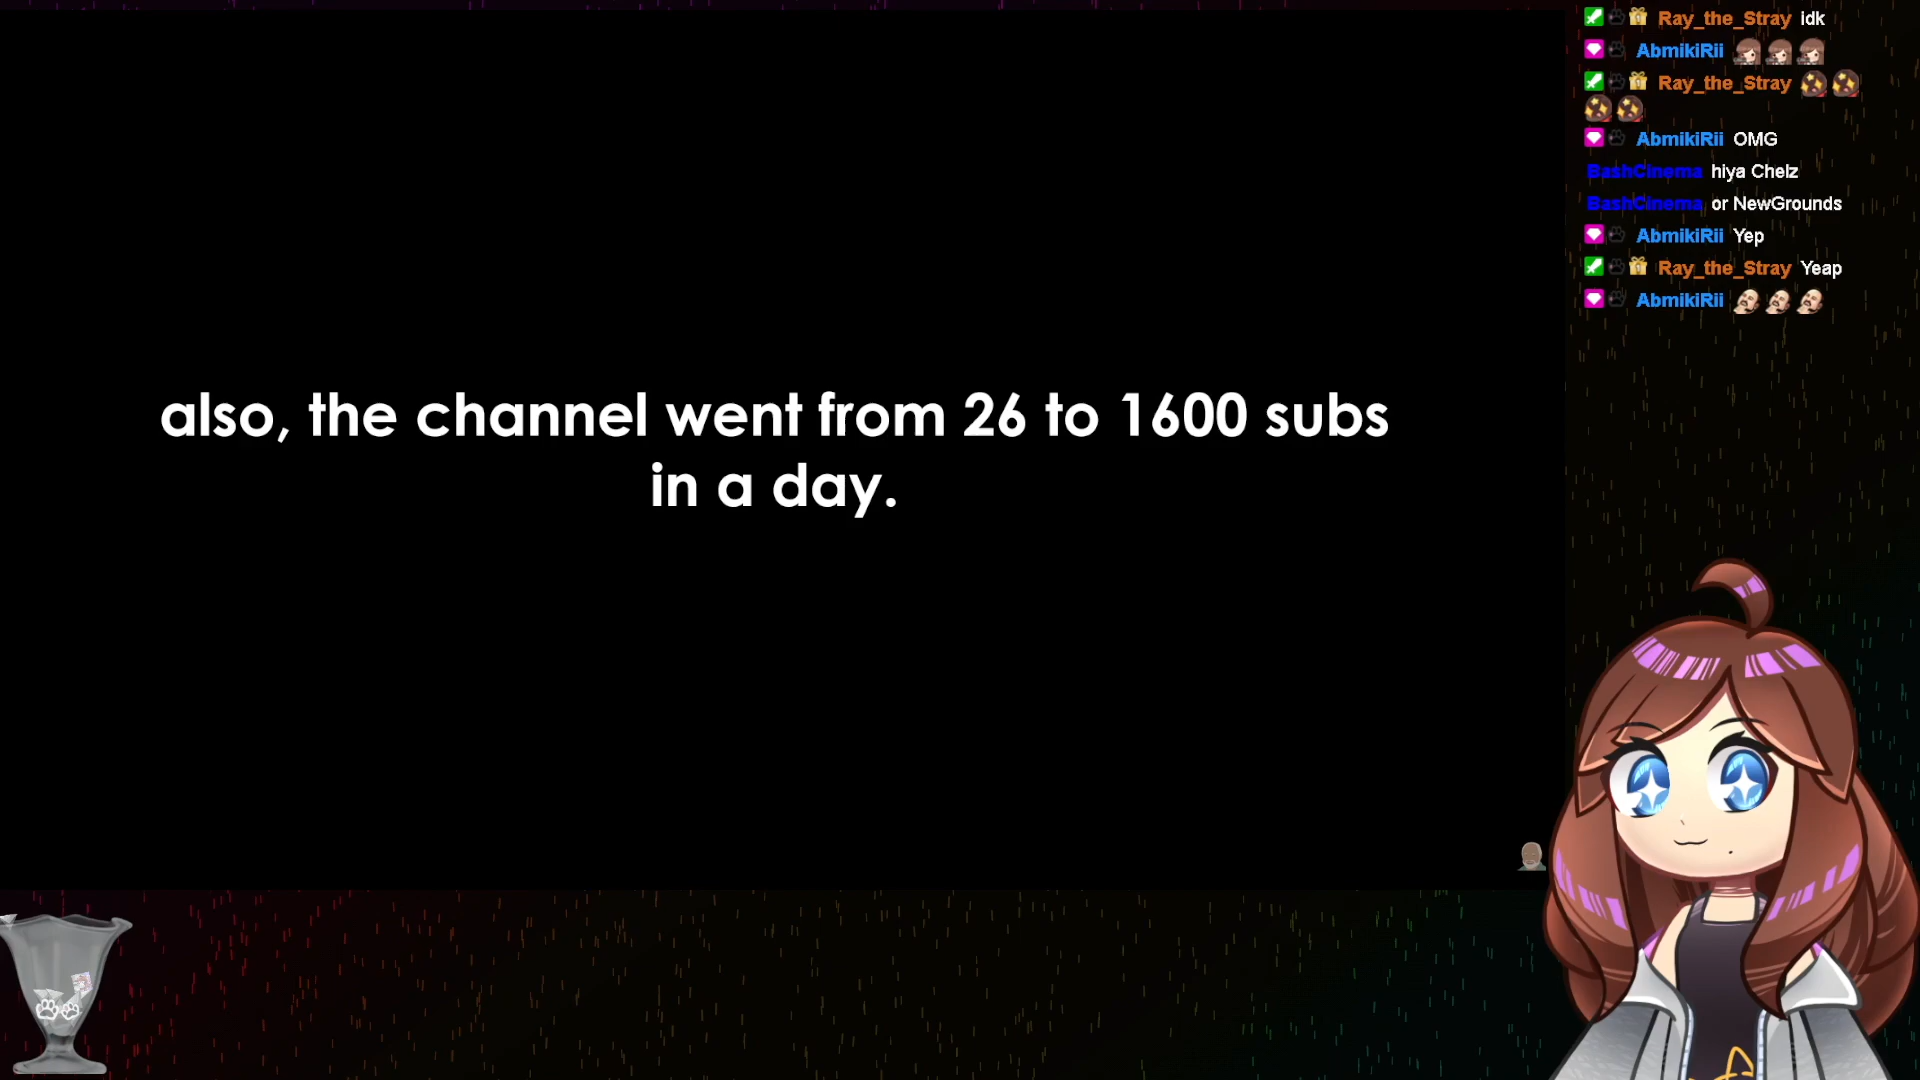 Ray_the_Stray idk
AbmikiRii
Ray_the_Stray
AbmikiRii OMG
BashCinema hiya Chelz
BashCinema or NewGrounds
AbmikiRii Yep
Ray_the_Stray Yeap
AbmikiRii
also, the channel went from 26 to 1600 subs
in a day.